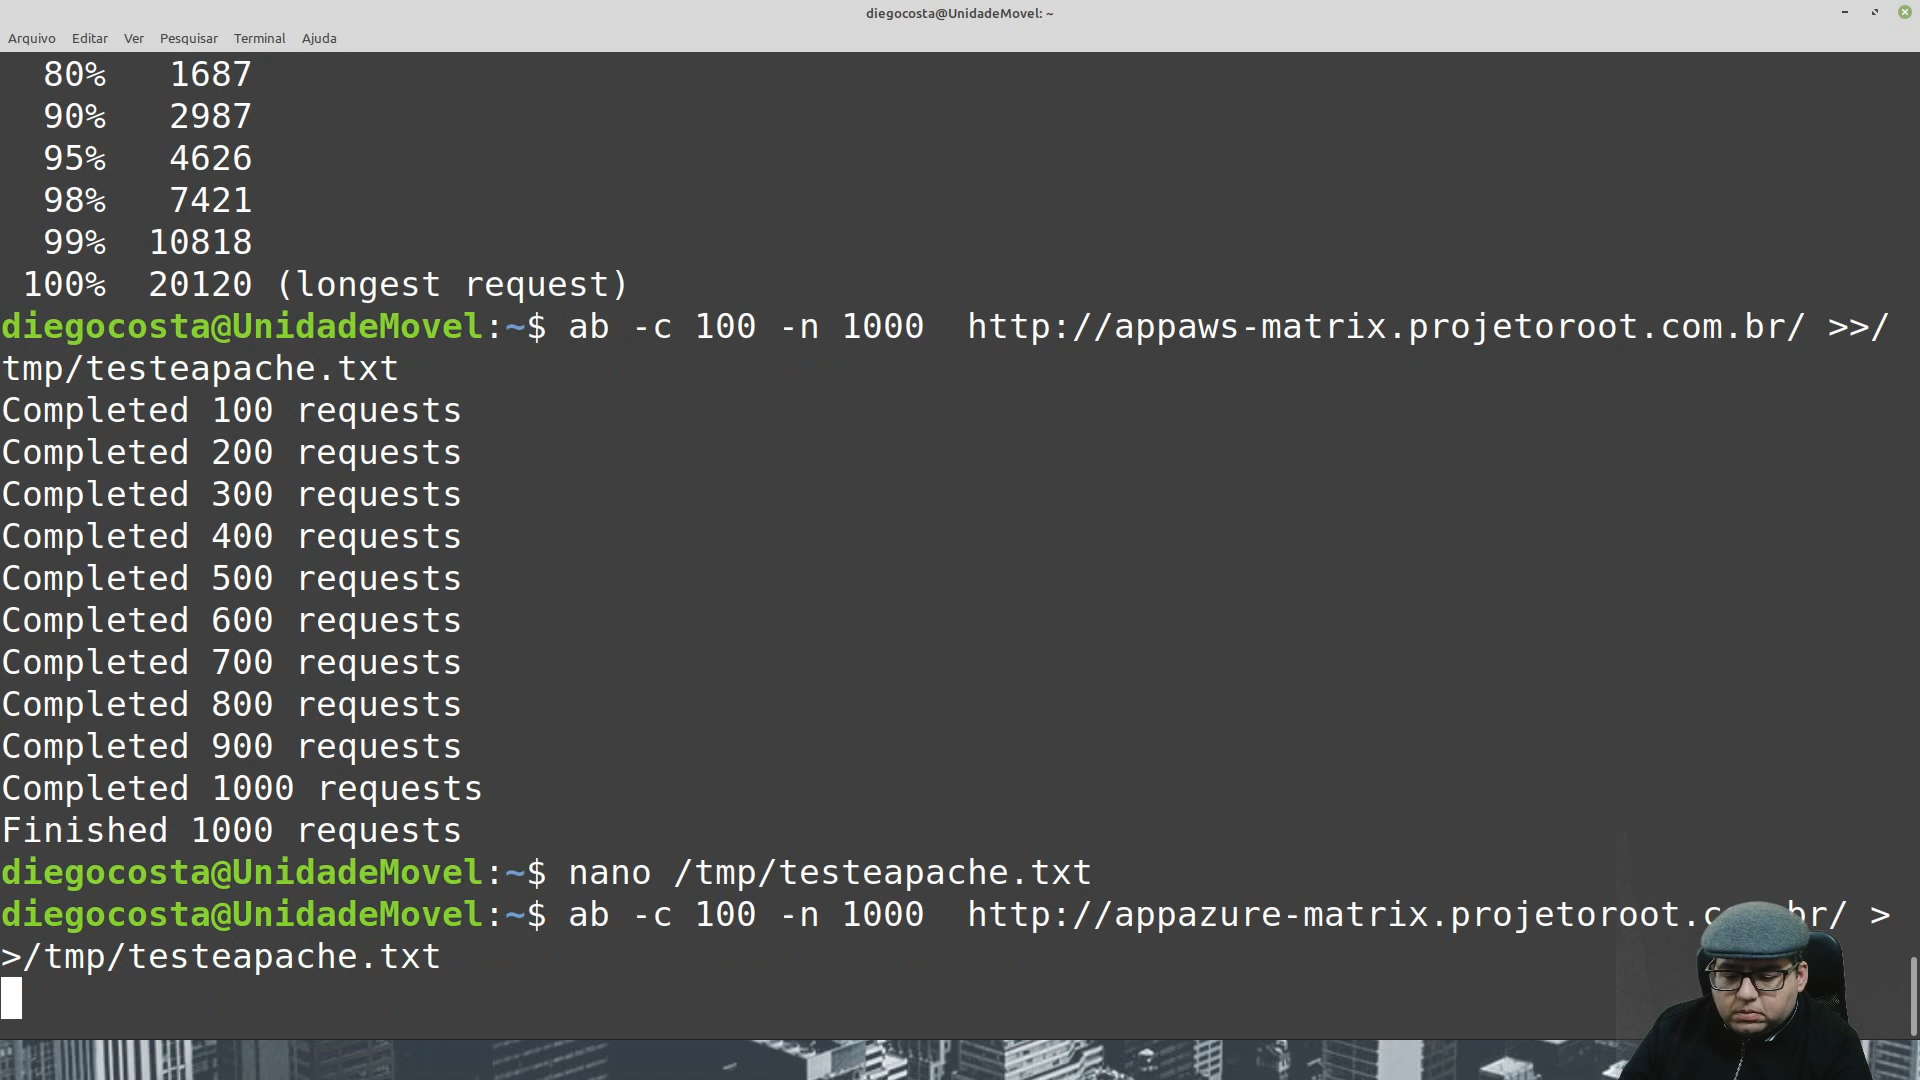 diegocosta@UnidadeMovel: ~
Arquivo Editar Ver Pesquisar Terminal Ajuda
80% 1687
90% 2987
95% 4626
98% 7421
99% 10818
100% 20120 (longest request)
diegocosta@UnidadeMovel:~$ ab -c 100 -n 1000  http://appaws-matrix.projetoroot.com.br/ >>/
tmp/testeapache.txt
Completed 100 requests
Completed 200 requests
Completed 300 requests
Completed 400 requests
Completed 500 requests
Completed 600 requests
Completed 700 requests
Completed 800 requests
Completed 900 requests
Completed 1000 requests
Finished 1000 requests
diegocosta@UnidadeMovel:~$ nano /tmp/testeapache.txt
diegocosta@UnidadeMovel:~$ ab -c 100 -n 1000  http://appazure-matrix.projetoroot.com.br/ >
>/tmp/testeapache.txt